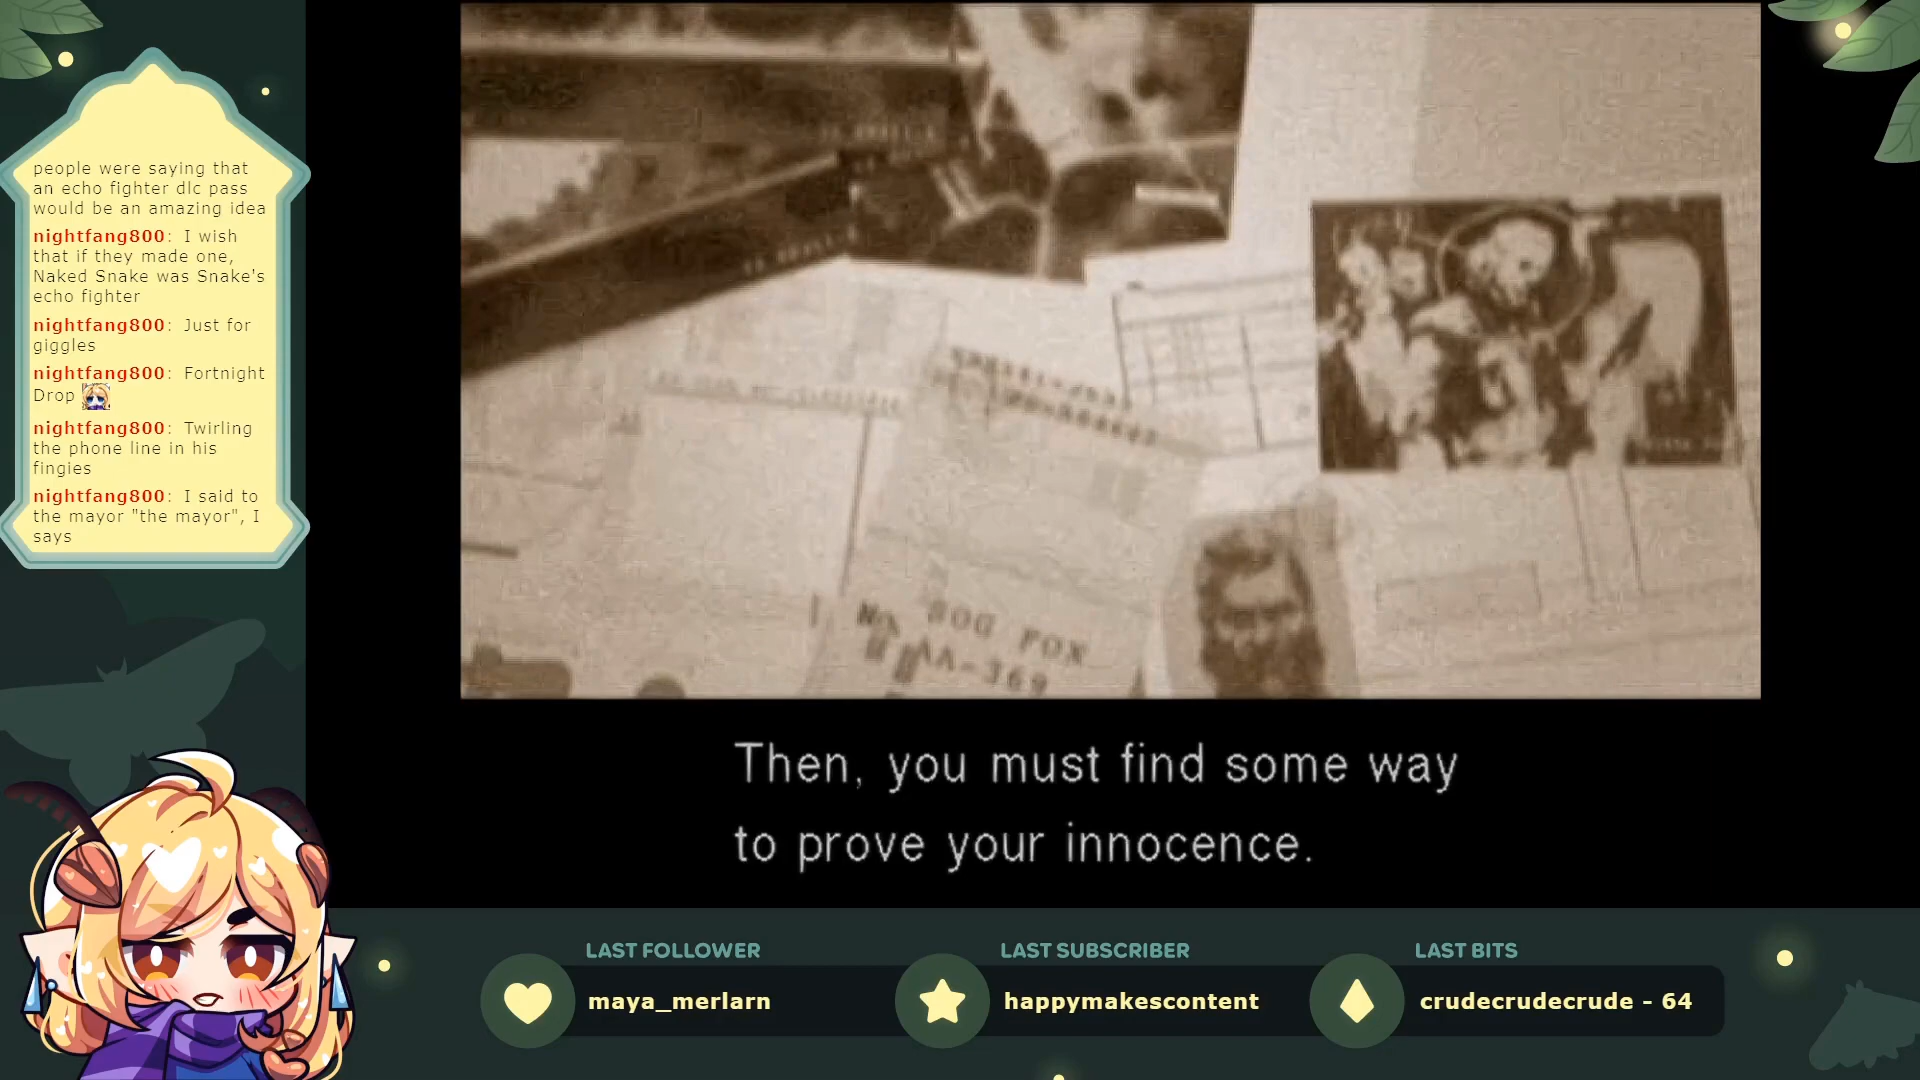 people were saying that
an echo fighter dlc pass
would be an amazing idea
nightfang800: I wish
that if they made one,
Naked Snake was Snake's
echo fighter
nightfang800: Just for
giggles
nightfang800: Fortnight
Drop
nightfang800: Twirling
the phone line in his
fingies
nightfang800: I said to
the mayor "the mayor", I
says
FOX
AA-369
Then, you must find some way
to prove your innocence.
LAST FOLLOWER
maya_merlarn
LAST SUBSCRIBER
happymakescontent
LAST BITS
crudecrudecrude - 64